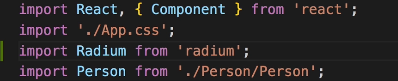 import React, { Component } from 'react';
import './App.css';
import Radium from 'radium';
import Person from './Person/Person';